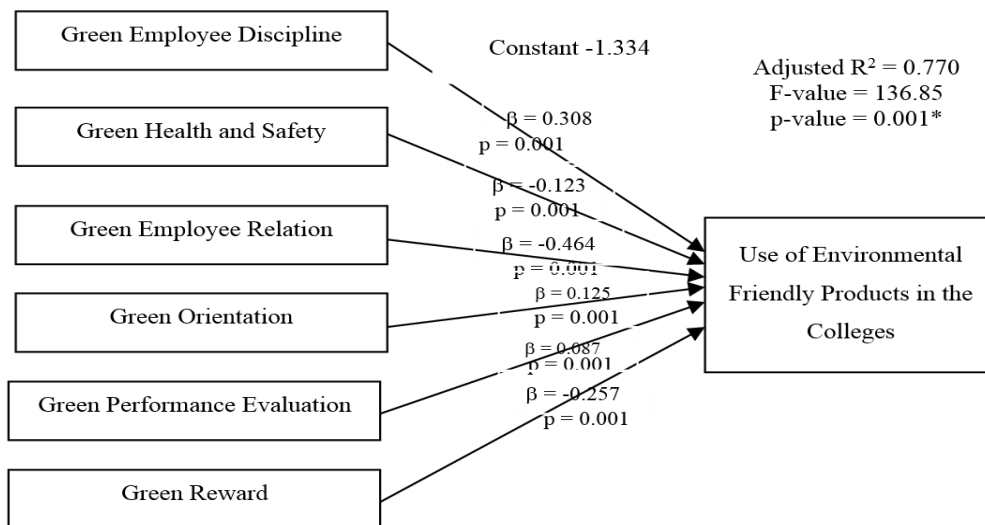 Green Employee Discipline
Constant -1.334
Adjusted R² = 0.770
F-value = 136.85
p-value = 0.001*
Green Health and Safety
β = 0.308
p = 0.001
β = -0.123
p = 0.001
Green Employee Relation
β = -0.464
p = 0.001
Use of Environmental
Friendly Products in the
Colleges
Green Orientation
β = 0.125
p = 0.001
β = 0.087
p = 0.001
Green Performance Evaluation
β = -0.257
p = 0.001
Green Reward